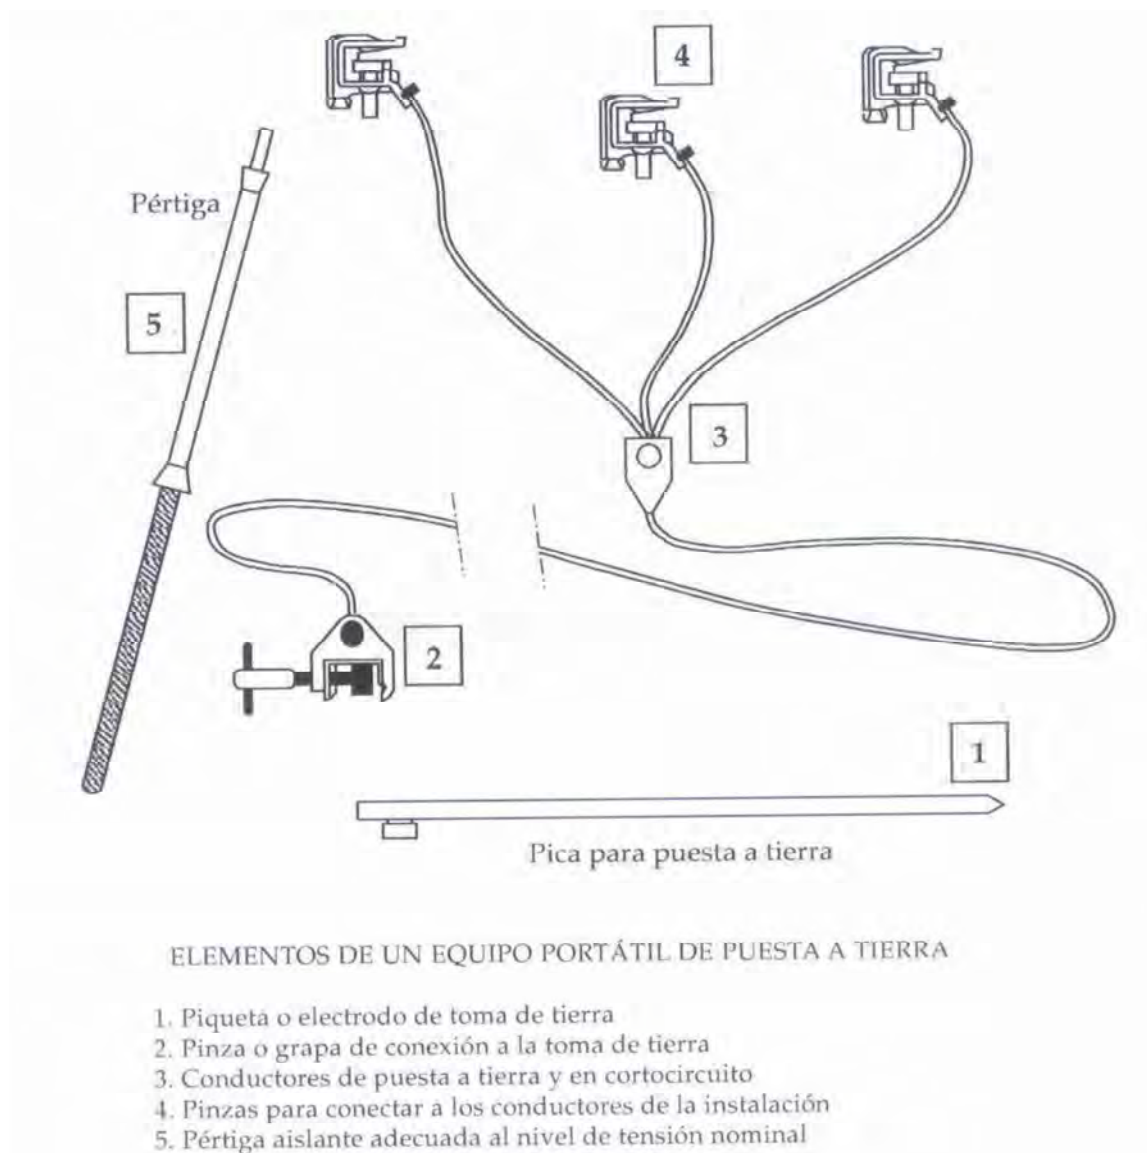 4
Pértiga
5
3
2
1
Pica para puesta a tierra
ELEMENTOS DE UN EQUIPO PORTÁTIL DE PUESTA A TIERRA
1. Piqueta o electrodo de toma de tierra
2. Pinza o grapa de conexión a la toma de tierra
3. Conductores de puesta a tierra y en cortocircuito
4. Pinzas para conectar a los conductores de la instalación
5. Pértiga aislante adecuada al nivel de tensión nominal